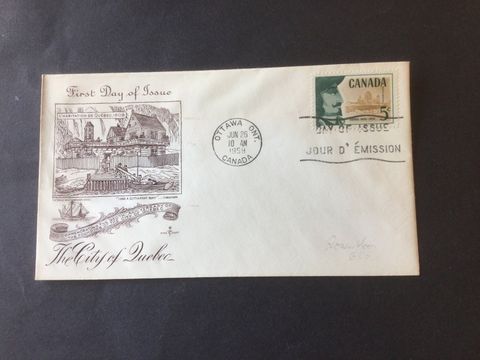 First Day of Issue
L'HABITATION DE QUEBEC, 1608
The City of Quebec
OTTAWA ONT.
JUN 26
10 AM
1958
CANADA
CANADA
5¢
DAY OF ISSUE
JOUR D' ÉMISSION